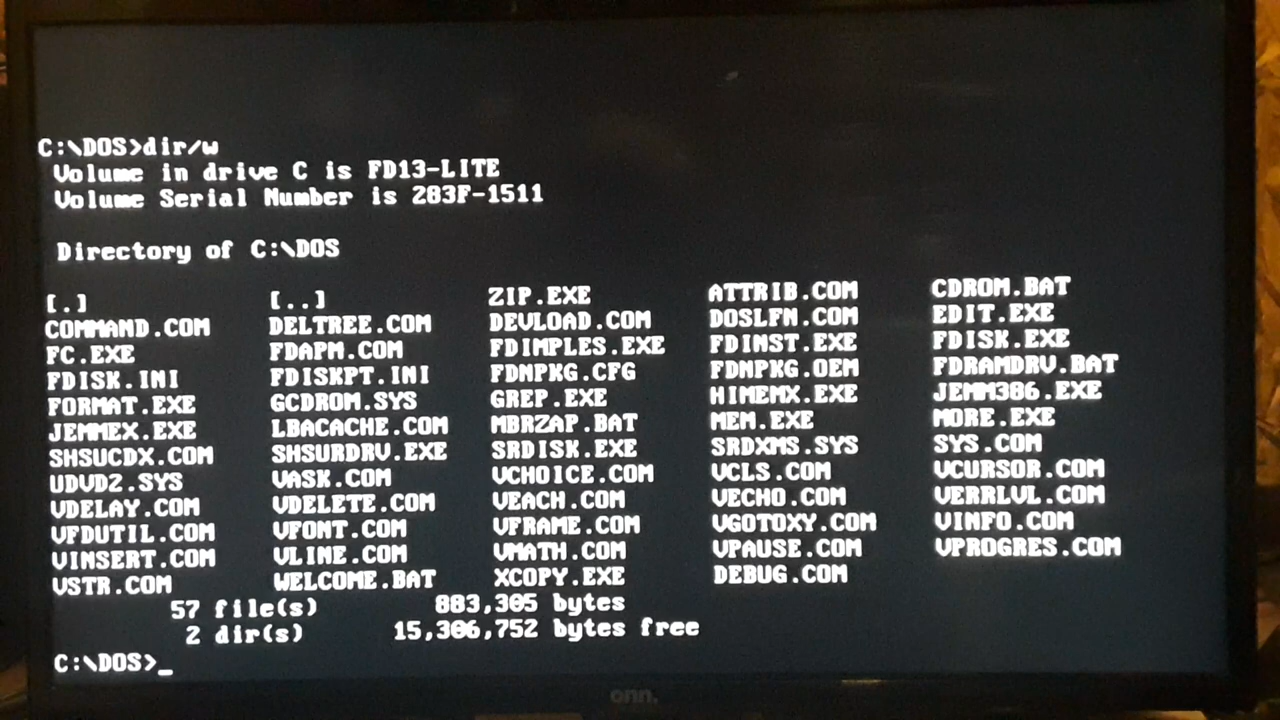 C:\DOS>dir/w
Volume in drive C is FD13-LITE
Volume Serial Number is 283F-1511
Directory of C:\DOS
[.] [..] ZIP.EXE ATTRIB.COM CDROM.BAT
COMMAND.COM DELTREE.COM DEVLOAD.COM DOSLFN.COM EDIT.EXE
FC.EXE FDAPM.COM FDIMPLES.EXE FDINST.EXE FDISK.EXE
FDISK.INI FDISKPT.INI FDNPKG.CFG FDNPKG.OEM FDRAMDRV.BAT
FORMAT.EXE GCDROM.SYS GREP.EXE HIMEMX.EXE JEMM386.EXE
JEMMEX.EXE LBACACHE.COM MBRZAP.BAT MEM.EXE MORE.EXE
SHSUCDX.COM SHSURDRV.EXE SRDISK.EXE SRDXMS.SYS SYS.COM
UDVD2.SYS VASK.COM VCHOICE.COM VCLS.COM VCURSOR.COM
VDELAY.COM VDELETE.COM VEACH.COM VECHO.COM VERRLVL.COM
VFDUTIL.COM VFONT.COM VFRAME.COM VGOTOXY.COM VINFO.COM
VINSERT.COM VLINE.COM VMATH.COM VPAUSE.COM VPROGRES.COM
VSTR.COM WELCOME.BAT XCOPY.EXE DEBUG.COM
57 file(s) 883,305 bytes
2 dir(s) 15,306,752 bytes free
C:\DOS>_
onn.